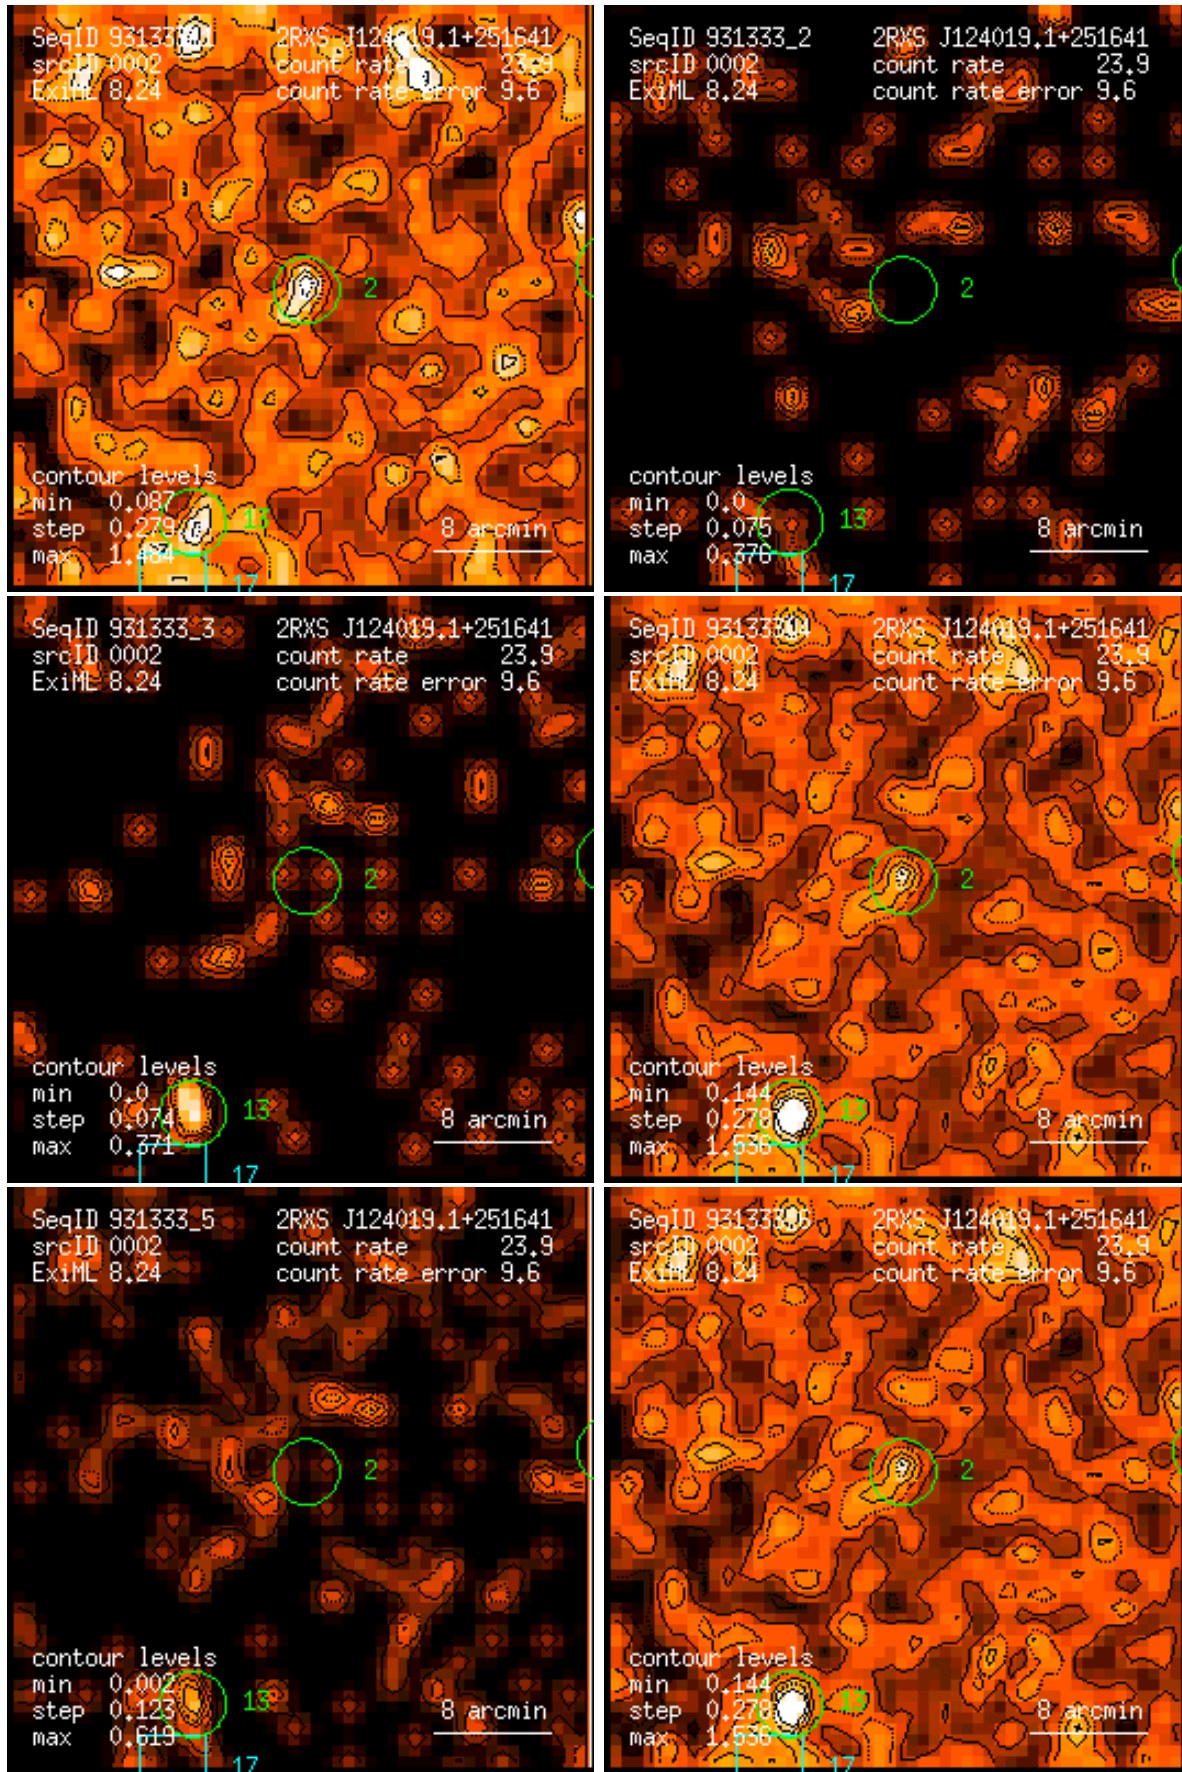 SeqID 931333_1 2RXS J124019.1+251641
srcID 0002 count rate 23.9
ExiML 8.24 count rate error 9.6
2
contour levels
min 0.087
step 0.279 13 8 arcmin
max 1.484
17
SeqID 931333_2 2RXS J124019.1+251641
srcID 0002 count rate 23.9
ExiML 8.24 count rate error 9.6
2
contour levels
min 0.0
step 0.075 13 8 arcmin
max 0.376
17
SeqID 931333_3 2RXS J124019.1+251641
srcID 0002 count rate 23.9
ExiML 8.24 count rate error 9.6
2
contour levels
min 0.0
step 0.074 13 8 arcmin
max 0.371
17
SeqID 931333_4 2RXS J124019.1+251641
srcID 0002 count rate 23.9
ExiML 8.24 count rate error 9.6
2
contour levels
min 0.144
step 0.278 13 8 arcmin
max 1.536
17
SeqID 931333_5 2RXS J124019.1+251641
srcID 0002 count rate 23.9
ExiML 8.24 count rate error 9.6
2
contour levels
min 0.002
step 0.123 13 8 arcmin
max 0.619
17
SeqID 931333_6 2RXS J124019.1+251641
srcID 0002 count rate 23.9
ExiML 8.24 count rate error 9.6
2
contour levels
min 0.144
step 0.278 13 8 arcmin
max 1.536
17